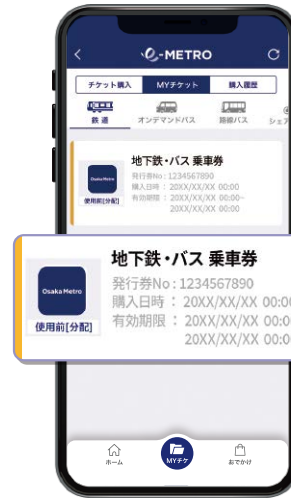 e-METRO
チケット購入
MYチケット
購入履歴
鉄道
オンデマンドバス
路線バス
シェア
地下鉄・バス 乗車券
Osaka Metro
使用前[分配]
発行券No : 1234567890
購入日時 : 20XX/XX/XX 00:00
有効期限 : 20XX/XX/XX 00:00~
20XX/XX/XX 00:00
地下鉄・バス 乗車券
Osaka Metro
使用前[分配]
発行券No : 1234567890
購入日時 : 20XX/XX/XX 00:00
有効期限 : 20XX/XX/XX 00:0
20XX/XX/XX 00:0
ホーム
MYチケ
おでかけ